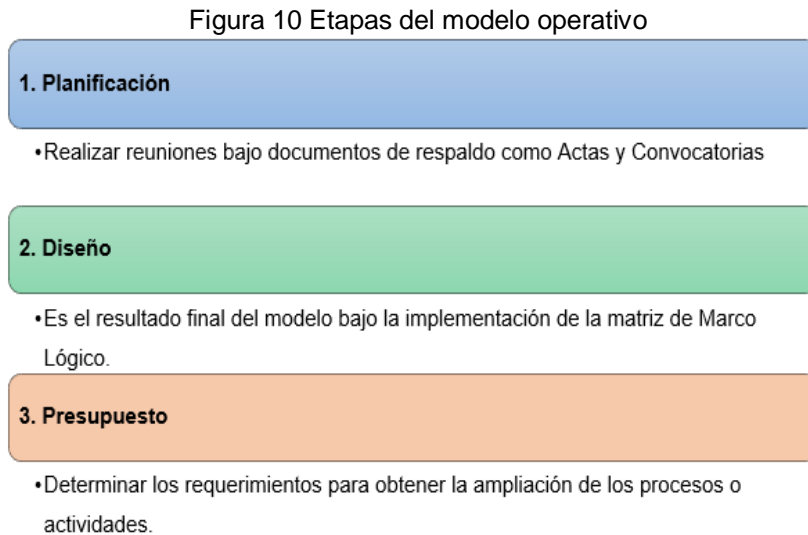 Figura 10 Etapas del modelo operativo
1. Planificación
•Realizar reuniones bajo documentos de respaldo como Actas y Convocatorias
2. Diseño
•Es el resultado final del modelo bajo la implementación de la matriz de Marco
Lógico.
3. Presupuesto
•Determinar los requerimientos para obtener la ampliación de los procesos o
actividades.